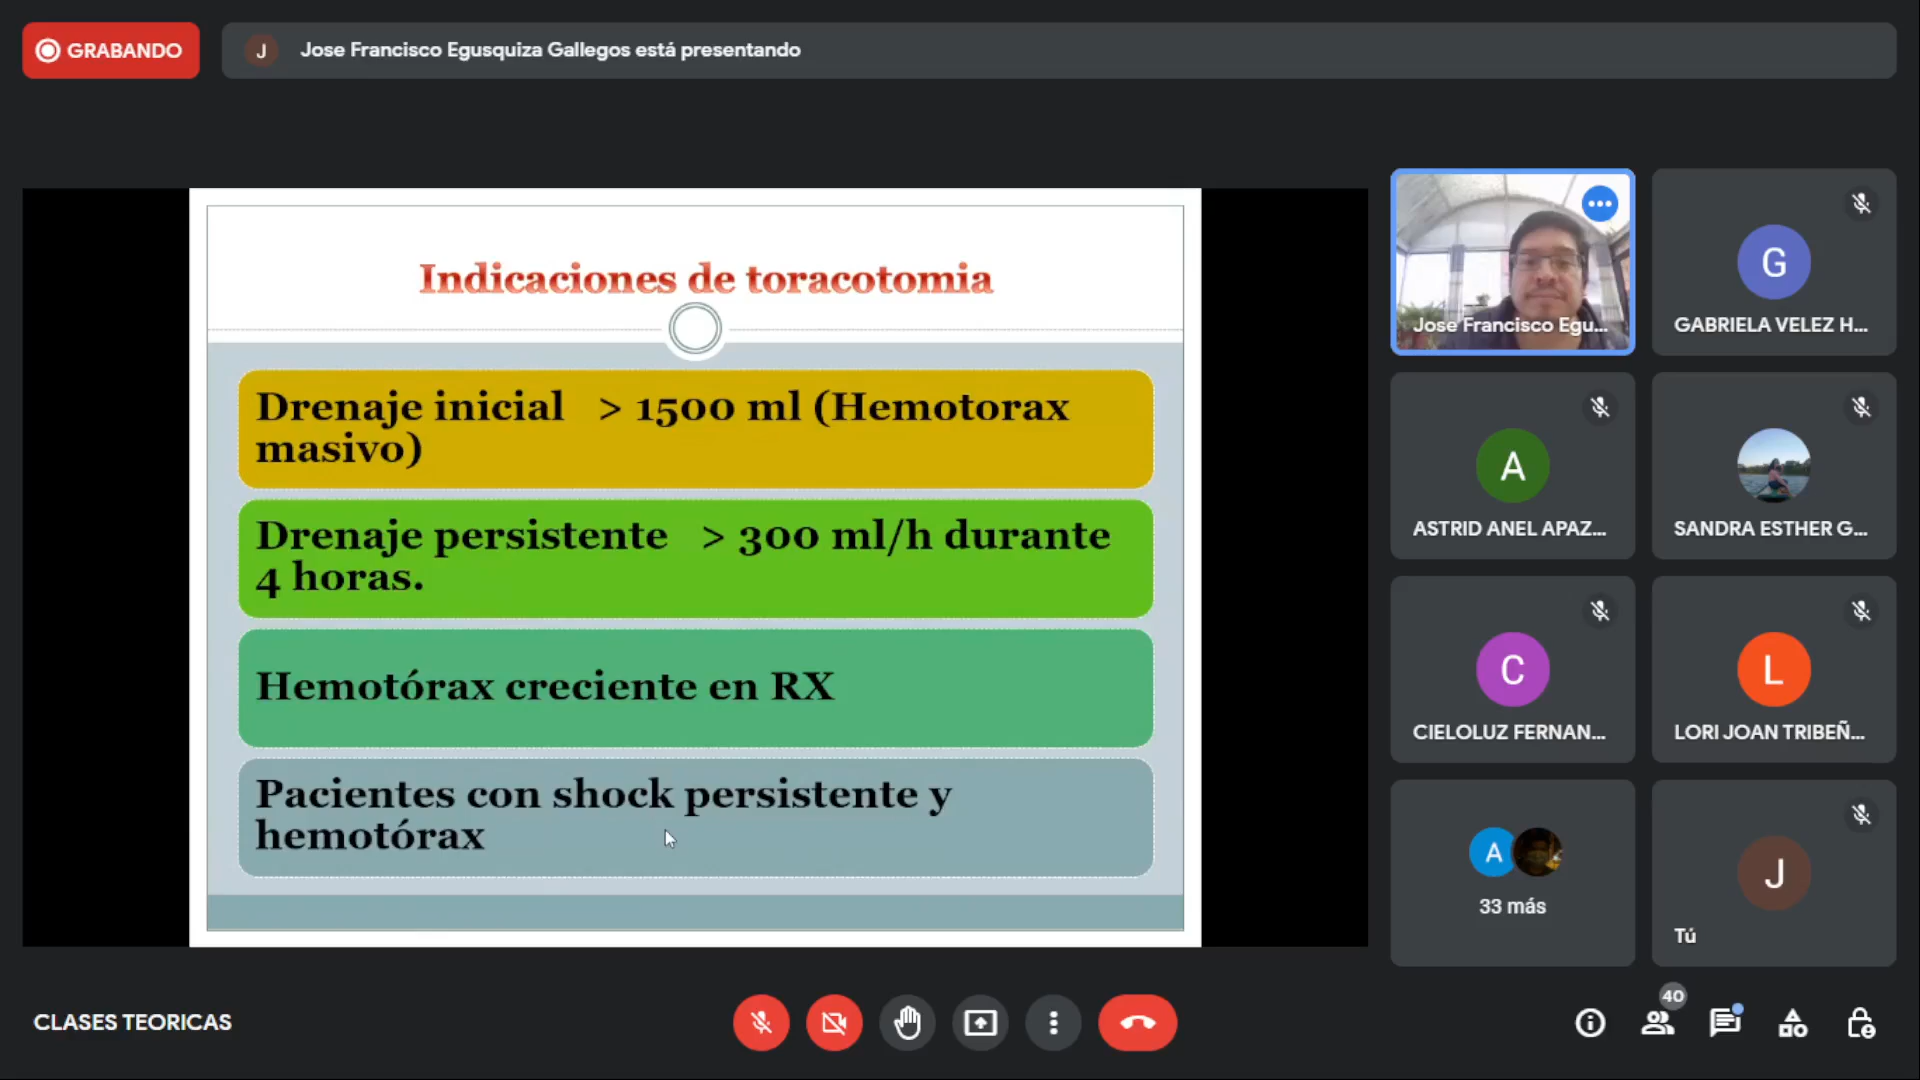 GRABANDO
J
Jose Francisco Egusquiza Gallegos está presentando
Indicaciones de toracotomia
Drenaje inicial > 1500 ml (Hemotorax
masivo)
Drenaje persistente > 300 ml/h durante
4 horas.
Hemotórax creciente en RX
Pacientes con shock persistente y
hemotórax
Jose Francisco Egu...
G
GABRIELA VELEZ H...
A
ASTRID ANEL APAZ...
SANDRA ESTHER G...
C
CIELOLUZ FERNAN...
L
LORI JOAN TRIBEÑ...
A
33 más
J
Tú
CLASES TEORICAS
40